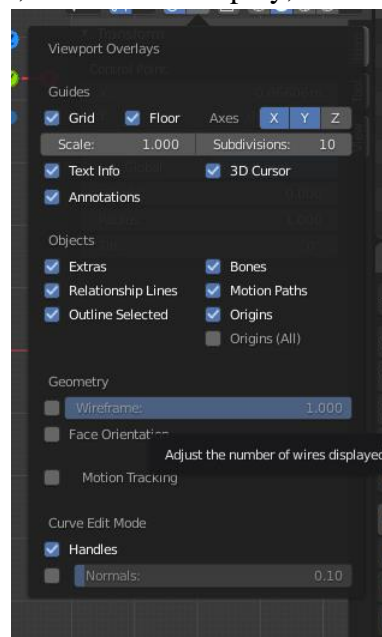 Viewport Overlays
Guides
Grid Floor Axes X Y Z
Scale: 1.000 Subdivisions: 10
Text Info 3D Cursor
Annotations
Objects
Extras Bones
Relationship Lines Motion Paths
Outline Selected Origins
Origins (All)
Geometry
Wireframe: 1.000
Face Orientation
Adjust the number of wires displayed
Motion Tracking
Curve Edit Mode
Handles
Normals: 0.10